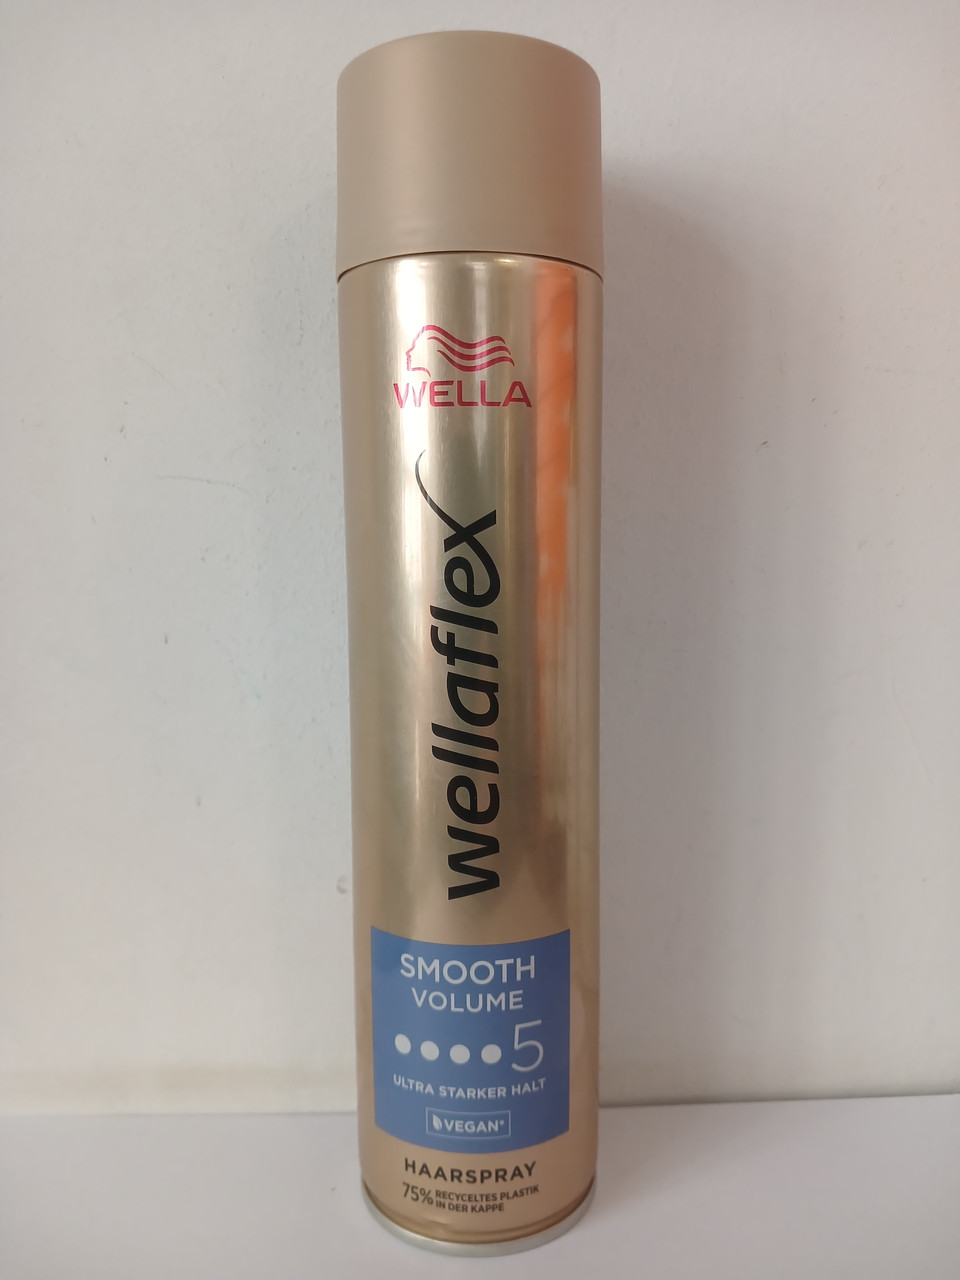 WELLA
wellaflex
SMOOTH
VOLUME
5
ULTRA STARKER HALT
VEGAN*
HAARSPRAY
75% RECYCELTES PLASTIK
IN DER KAPPE